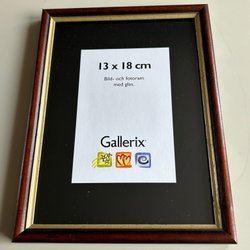 13 x 18 cm
Bild- och fotoram
med glas.
Gallerix